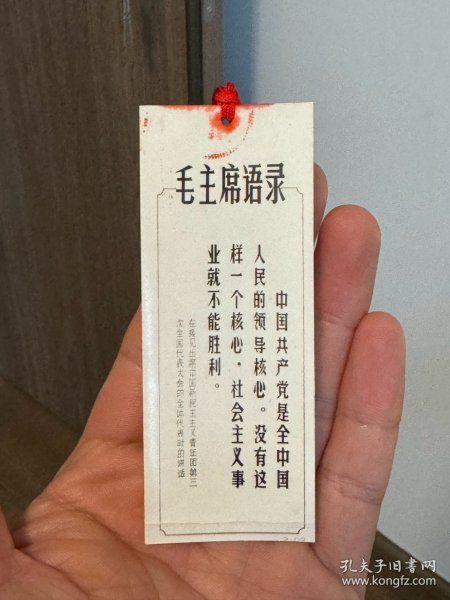 毛主席语录
中国共产党是全中国
人民的领导核心。没有这
样一个核心，社会主义事
业就不能胜利。
在接见出席中国新民主主义青年团第三
次全国代表大会的全体代表时的讲话
孔夫子旧书网
www.kongfz.com